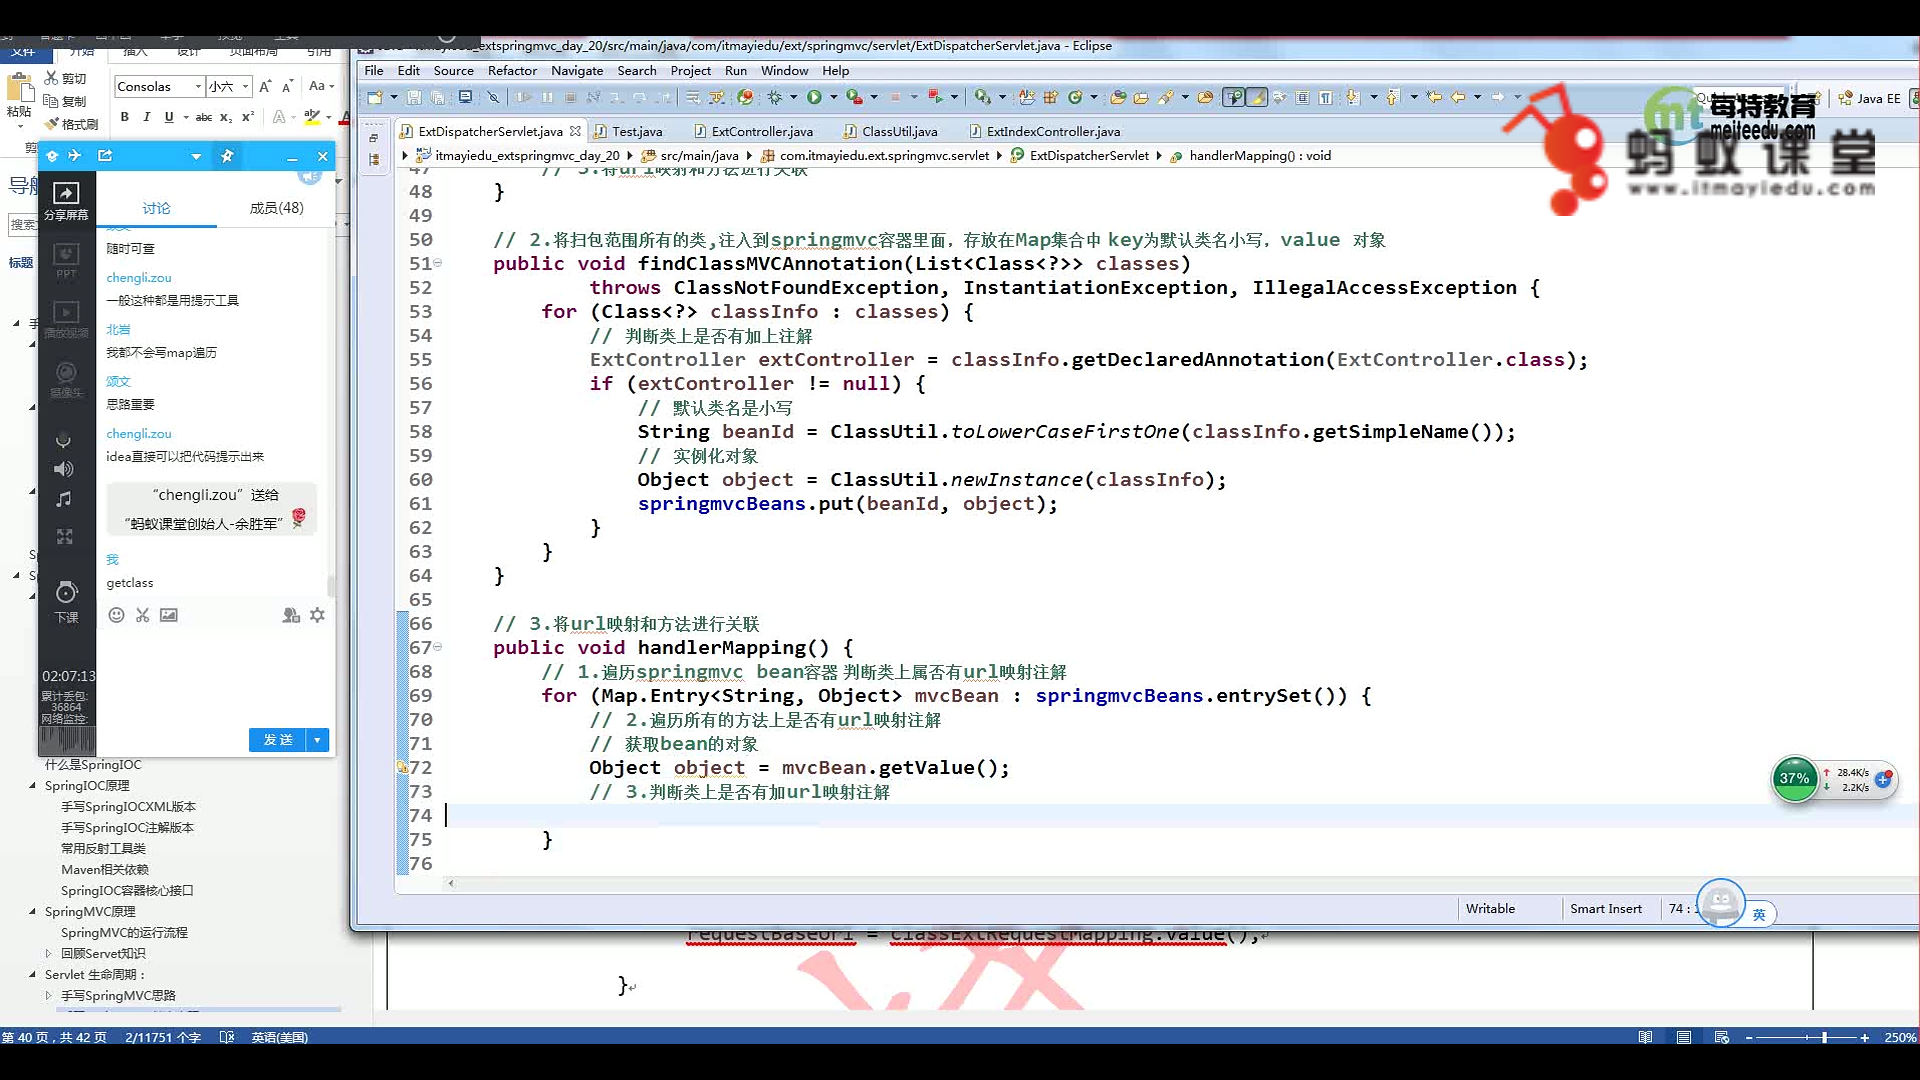 文件 开始 插入 设计 页面布局 引用
剪切
复制
格式刷
粘贴
Consolas 小六
导航
搜索
标题
讨论 成员(48)
分享屏幕
PPT
播放视频
摄像头
下课
02:07:13
累计丢包:
36864
网络监控:
随时可查
chengli.zou
一般这种都是用提示工具
北岩
我都不会写map遍历
颂文
思路重要
chengli.zou
idea直接可以把代码提示出来
“chengli.zou”送给
“蚂蚁课堂创始人-余胜军”
我
getclass
发送
什么是SpringIOC
SpringIOC原理
手写SpringIOCXML版本
手写SpringIOC注解版本
常用反射工具类
Maven相关依赖
SpringIOC容器核心接口
SpringMVC原理
SpringMVC的运行流程
回顾Servet知识
Servlet 生命周期：
手写SpringMVC思路
extspringmvc_day_20/src/main/java/com/itmayiedu/ext/springmvc/servlet/ExtDispatcherServlet.java - Eclipse
File Edit Source Refactor Navigate Search Project Run Window Help
Java EE
ExtDispatcherServlet.java Test.java ExtController.java ClassUtil.java ExtIndexController.java
itmayiedu_extspringmvc_day_20 src/main/java com.itmayiedu.ext.springmvc.servlet ExtDispatcherServlet handlerMapping() : void
每特教育
meiteedu.com
蚂蚁课堂
www.itmayiedu.com
47 // 3.将url映射和方法进行关联
48 }
49
50 // 2.将扫包范围所有的类,注入到springmvc容器里面，存放在Map集合中 key为默认类名小写，value 对象
51 public void findClassMVCAnnotation(List<Class<?>> classes)
52 throws ClassNotFoundException, InstantiationException, IllegalAccessException {
53 for (Class<?> classInfo : classes) {
54 // 判断类上是否有加上注解
55 ExtController extController = classInfo.getDeclaredAnnotation(ExtController.class);
56 if (extController != null) {
57 // 默认类名是小写
58 String beanId = ClassUtil.toLowerCaseFirstOne(classInfo.getSimpleName());
59 // 实例化对象
60 Object object = ClassUtil.newInstance(classInfo);
61 springmvcBeans.put(beanId, object);
62 }
63 }
64 }
65
66 // 3.将url映射和方法进行关联
67 public void handlerMapping() {
68 // 1.遍历springmvc bean容器 判断类上属否有url映射注解
69 for (Map.Entry<String, Object> mvcBean : springmvcBeans.entrySet()) {
70 // 2.遍历所有的方法上是否有url映射注解
71 // 获取bean的对象
72 Object object = mvcBean.getValue();
73 // 3.判断类上是否有加url映射注解
74
75 }
76
37%
28.4K/s
2.2K/s
Writable Smart Insert 74 :
英
requestBaseUrl = classExtRequestMapping.value();
}
第 40 页，共 42 页 2/11751 个字 英语(美国) 250%